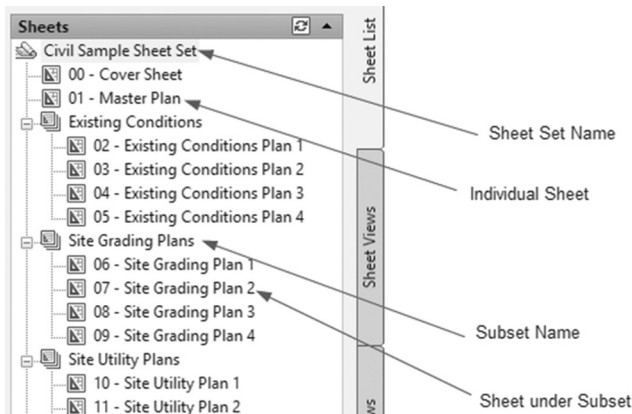 Sheets
Civil Sample Sheet Set
00 - Cover Sheet
01 - Master Plan
Existing Conditions
02 - Existing Conditions Plan 1
03 - Existing Conditions Plan 2
04 - Existing Conditions Plan 3
05 - Existing Conditions Plan 4
Site Grading Plans
06 - Site Grading Plan 1
07 - Site Grading Plan 2
08 - Site Grading Plan 3
09 - Site Grading Plan 4
Site Utility Plans
10 - Site Utility Plan 1
11 - Site Utility Plan 2
Sheet List
Sheet Views
Sheet Set Name
Individual Sheet
Subset Name
Sheet under Subset